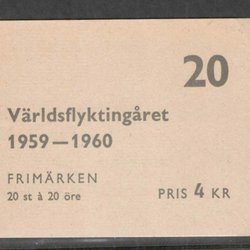 20
Världsflyktingåret
1959 — 1960
FRIMÄRKEN
20 st à 20 öre
PRIS 4 KR